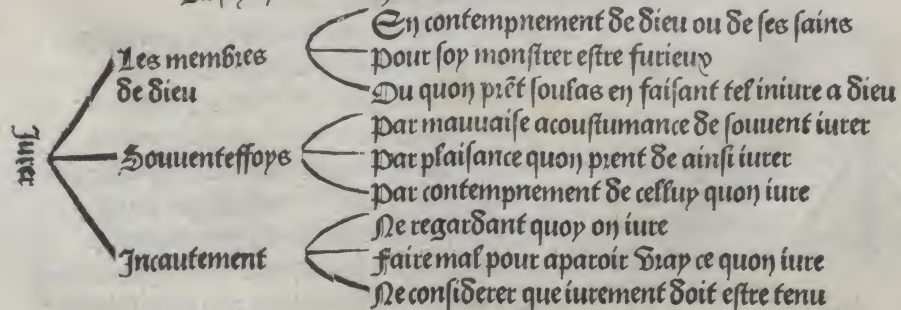 Jurer
Les membres
de dieu
En contempnement de dieu ou de ses sains
Pour soy monstrer estre furieux
Ou quon prẽt soulas en faisant tel iniure a dieu
Souuenteffoys
Par mauuaise acoustumance de souuent iurer
Par plaisance quon prent de ainsi iurer
Par contempnement de celluy quon iure
Incautement
Ne regardant quoy on iure
Faire mal pour aparoir vray ce quon iure
Ne considerer que iurement doit estre tenu